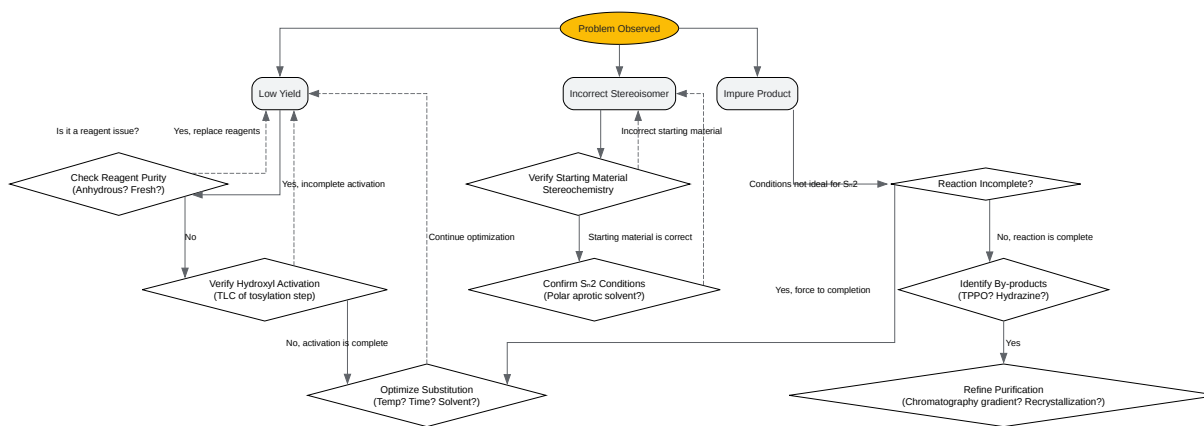 Problem Observed
Low Yield
Incorrect Stereoisomer
Impure Product
Is it a reagent issue?
Yes, replace reagents
Incorrect starting material
Check Reagent Purity
(Anhydrous? Fresh?)
Yes, incomplete activation
Verify Starting Material
Stereochemistry
Conditions not ideal for Sₙ2
Reaction Incomplete?
No
Continue optimization
Starting material is correct
No, reaction is complete
Verify Hydroxyl Activation
(TLC of tosylation step)
Confirm Sₙ2 Conditions
(Polar aprotic solvent?)
Yes, force to completion
Identify By-products
(TPPO? Hydrazine?)
No, activation is complete
Yes
Optimize Substitution
(Temp? Time? Solvent?)
Refine Purification
(Chromatography gradient? Recrystallization?)